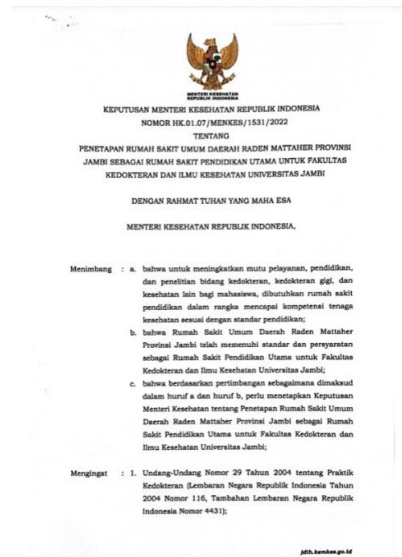 MENTERI KESEHATAN
REPUBLIK INDONESIA
KEPUTUSAN MENTERI KESEHATAN REPUBLIK INDONESIA
NOMOR HK.01.07/MENKES/1531/2022
TENTANG
PENETAPAN RUMAH SAKIT UMUM DAERAH RADEN MATTAHER PROVINSI
JAMBI SEBAGAI RUMAH SAKIT PENDIDIKAN UTAMA UNTUK FAKULTAS
KEDOKTERAN DAN ILMU KESEHATAN UNIVERSITAS JAMBI
DENGAN RAHMAT TUHAN YANG MAHA ESA
MENTERI KESEHATAN REPUBLIK INDONESIA,
Menimbang : a. bahwa untuk meningkatkan mutu pelayanan, pendidikan,
dan penelitian bidang kedokteran, kedokteran gigi, dan
kesehatan lain bagi mahasiswa, dibutuhkan rumah sakit
pendidikan dalam rangka mencapai kompetensi tenaga
kesehatan sesuai dengan standar pendidikan;
b. bahwa Rumah Sakit Umum Daerah Raden Mattaher
Provinsi Jambi telah memenuhi standar dan persyaratan
sebagai Rumah Sakit Pendidikan Utama untuk Fakultas
Kedokteran dan Ilmu Kesehatan Universitas Jambi;
c. bahwa berdasarkan pertimbangan sebagaimana dimaksud
dalam huruf a dan huruf b, perlu menetapkan Keputusan
Menteri Kesehatan tentang Penetapan Rumah Sakit Umum
Daerah Raden Mattaher Provinsi Jambi sebagai Rumah
Sakit Pendidikan Utama untuk Fakultas Kedokteran dan
Ilmu Kesehatan Universitas Jambi;
Mengingat : 1. Undang-Undang Nomor 29 Tahun 2004 tentang Praktik
Kedokteran (Lembaran Negara Republik Indonesia Tahun
2004 Nomor 116, Tambahan Lembaran Negara Republik
Indonesia Nomor 4431);
jdih.kemkes.go.id